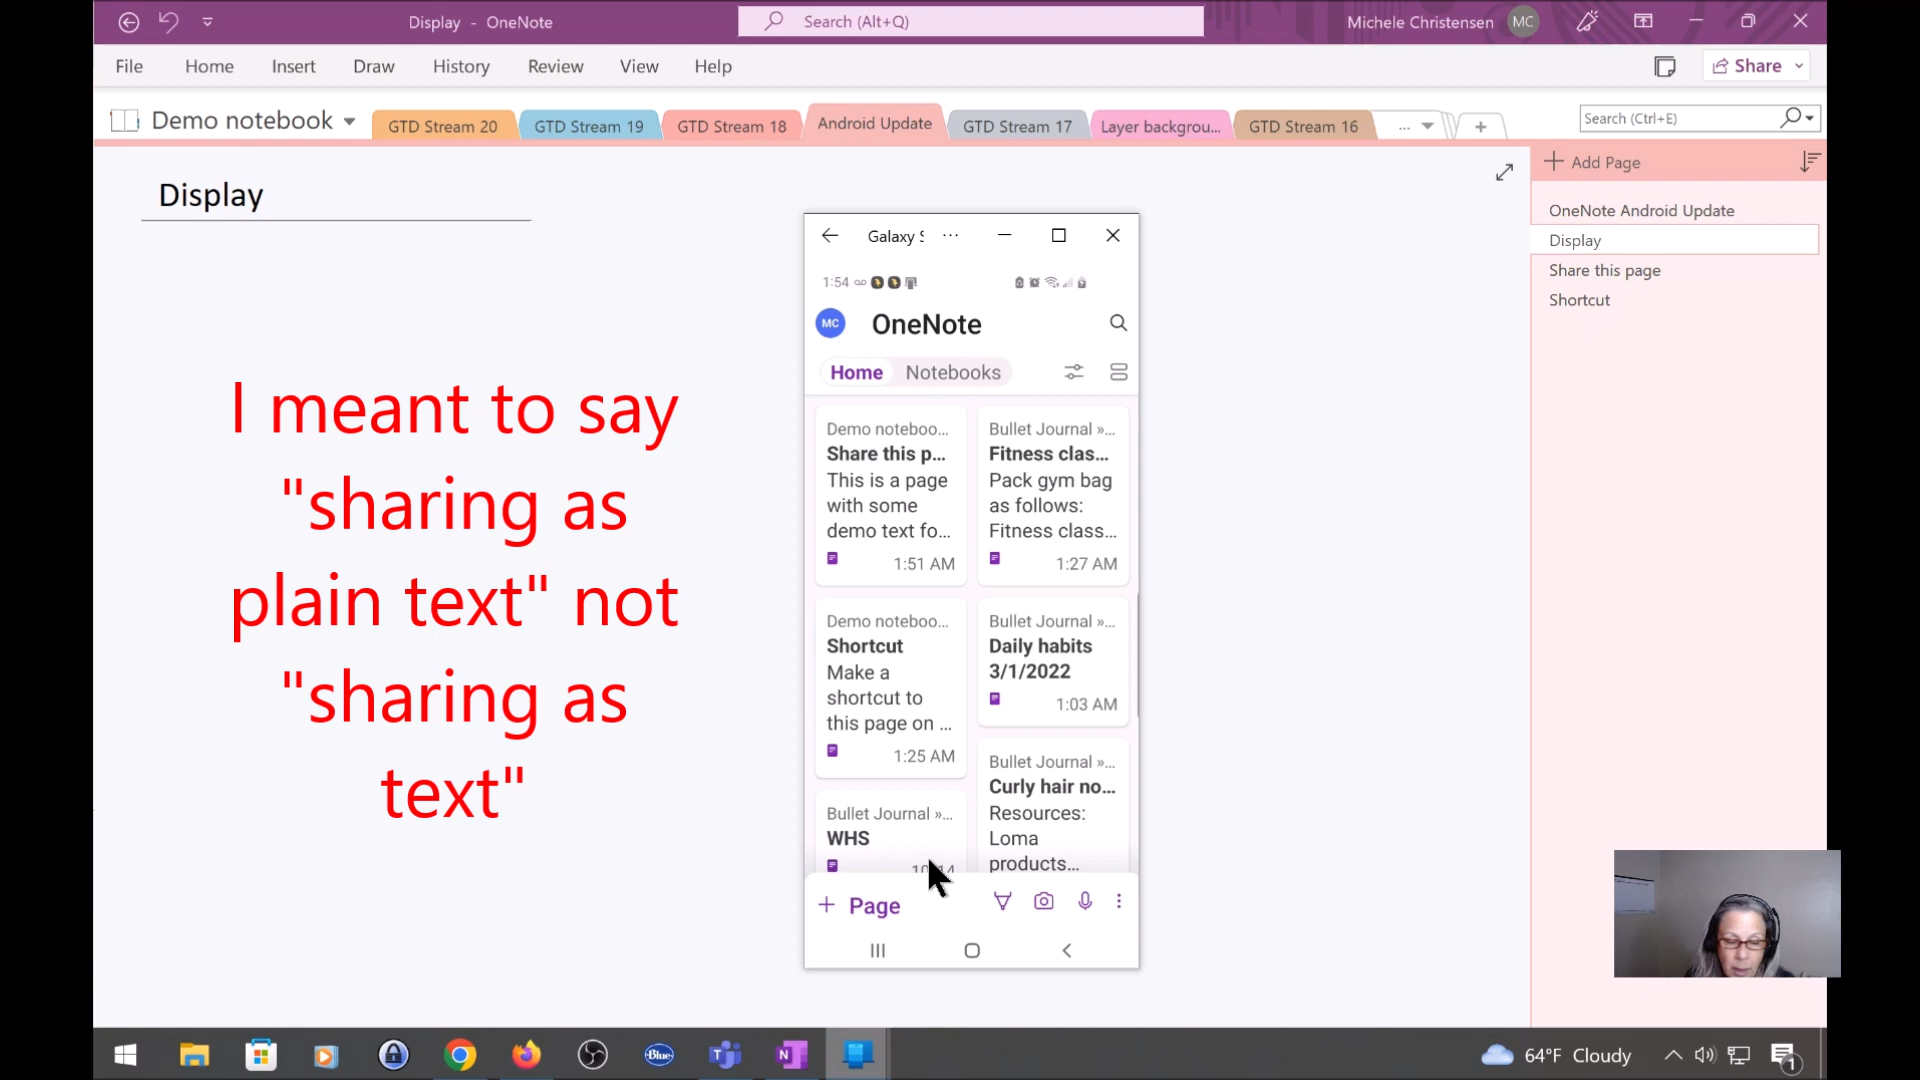 Display - OneNote
Search (Alt+Q)
Michele Christensen
MC
File
Home
Insert
Draw
History
Review
View
Help
Share
Demo notebook
GTD Stream 20
GTD Stream 19
GTD Stream 18
Android Update
GTD Stream 17
Layer backgrou...
GTD Stream 16
...
Search (Ctrl+E)
Add Page
OneNote Android Update
Display
Share this page
Shortcut
Display
I meant to say
"sharing as
plain text" not
"sharing as
text"
Galaxy
1:54
MC
OneNote
Home
Notebooks
Demo noteboo...
Share this p...
This is a page
with some
demo text fo...
1:51 AM
Bullet Journal »...
Fitness clas...
Pack gym bag
as follows:
Fitness class...
1:27 AM
Demo noteboo...
Shortcut
Make a
shortcut to
this page on ...
1:25 AM
Bullet Journal »...
Daily habits
3/1/2022
1:03 AM
Bullet Journal »...
WHS
Bullet Journal »...
Curly hair no...
Resources:
Loma
products...
Page
Blue
64°F Cloudy
1